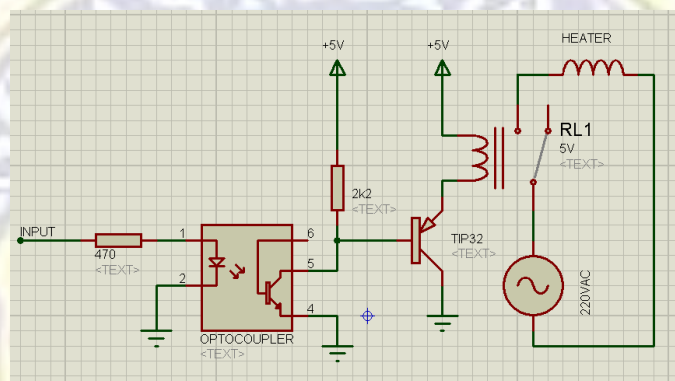 HEATER
+5V
+5V
RL1
5V
<TEXT>
2k2
<TEXT>
INPUT
1
6
TIP32
<TEXT>
470
<TEXT>
5
2
220VAC
4
OPTOCOUPLER
<TEXT>